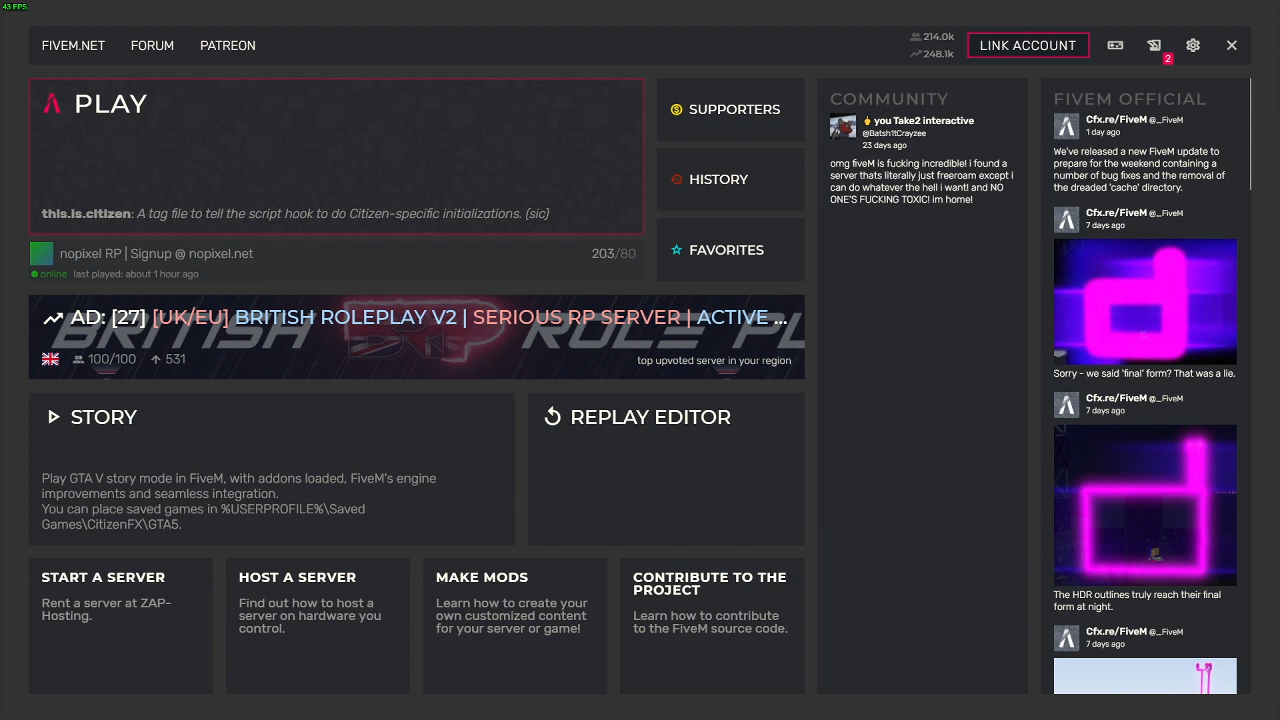 43 FPS
FIVEM.NET
FORUM
PATREON
214.0k
248.1k
LINK ACCOUNT
2
PLAY
this.is.citizen: A tag file to tell the script hook to do Citizen-specific initializations. (sic)
nopixel RP | Signup @ nopixel.net
203/80
online last played: about 1 hour ago
SUPPORTERS
HISTORY
FAVORITES
AD: [27] [UK/EU] BRITISH ROLEPLAY V2 | SERIOUS RP SERVER | ACTIVE ...
BRITISH ROLE PL
100/100
531
top upvoted server in your region
STORY
Play GTA V story mode in FiveM, with addons loaded, FiveM's engine
improvements and seamless integration.
You can place saved games in %USERPROFILE%\Saved
Games\CitizenFX\GTA5.
REPLAY EDITOR
START A SERVER
Rent a server at ZAP-
Hosting.
HOST A SERVER
Find out how to host a
server on hardware you
control.
MAKE MODS
Learn how to create your
own customized content
for your server or game!
CONTRIBUTE TO THE
PROJECT
Learn how to contribute
to the FiveM source code.
COMMUNITY
you Take2 interactive
@Batsh1tCrayzee
23 days ago
omg fiveM is fucking incredible! i found a
server thats literally just freeroam except i
can do whatever the hell i want! and NO
ONE'S FUCKING TOXIC! im home!
FIVEM OFFICIAL
Cfx.re/FiveM @_FiveM
1 day ago
We've released a new FiveM update to
prepare for the weekend containing a
number of bug fixes and the removal of
the dreaded 'cache' directory.
Cfx.re/FiveM @_FiveM
7 days ago
Sorry - we said 'final' form? That was a lie.
Cfx.re/FiveM @_FiveM
7 days ago
The HDR outlines truly reach their final
form at night.
Cfx.re/FiveM @_FiveM
7 days ago